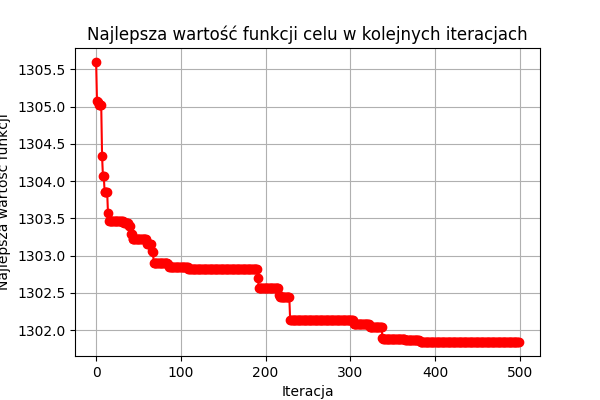 Najlepsza wartość funkcji celu w kolejnych iteracjach
Najlepsza wartość funkcji
1305.5
1305.0
1304.5
1304.0
1303.5
1303.0
1302.5
1302.0
0 100 200 300 400 500
Iteracja